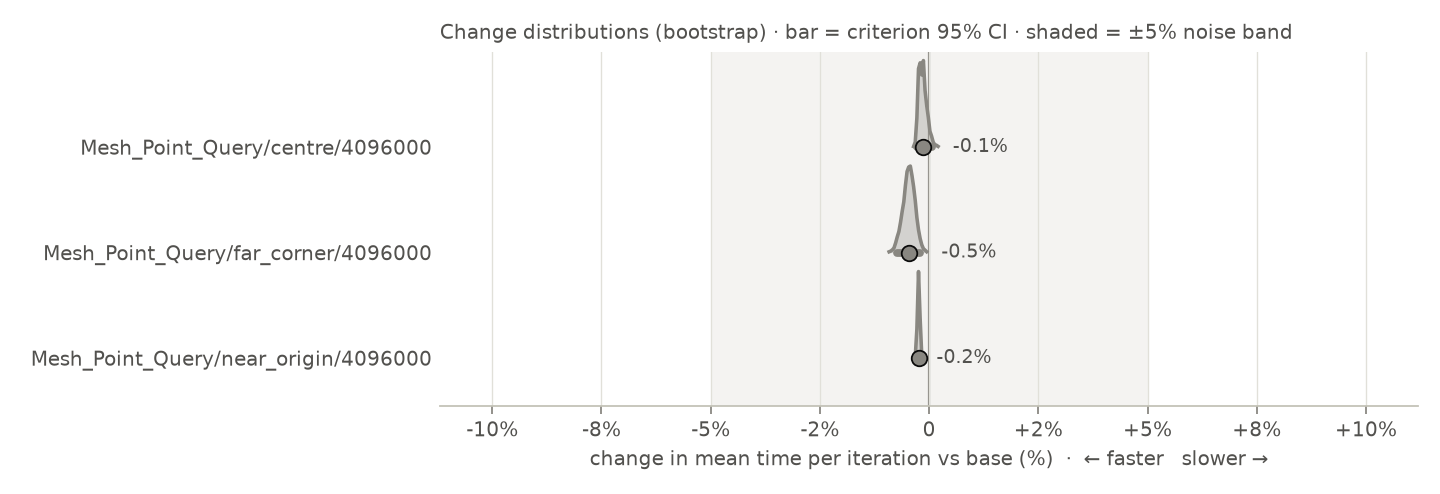 Change distributions (bootstrap) · bar = criterion 95% CI · shaded = ±5% noise band
Mesh_Point_Query/centre/4096000
-0.1%
Mesh_Point_Query/far_corner/4096000
-0.5%
Mesh_Point_Query/near_origin/4096000
-0.2%
-10% -8% -5% -2% 0 +2% +5% +8% +10%
change in mean time per iteration vs base (%) · ← faster slower →